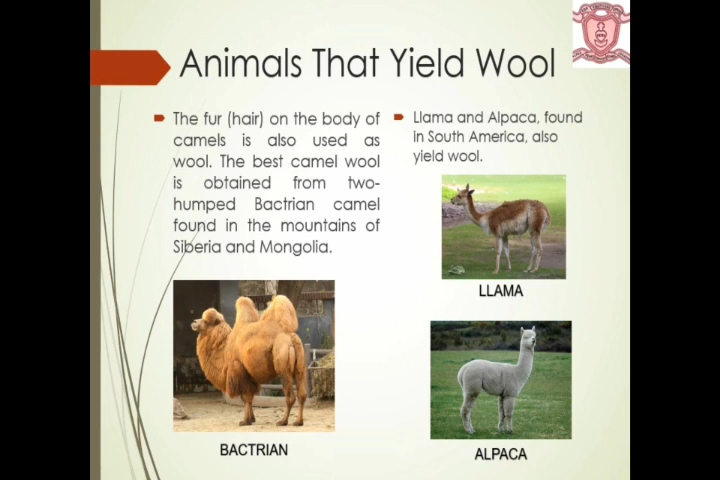 Animals That Yield Wool
The fur (hair) on the body of
camels is also used as
wool. The best camel wool
is obtained from two-
humped Bactrian camel
found in the mountains of
Siberia and Mongolia.
BACTRIAN
Llama and Alpaca, found
in South America, also
yield wool.
LLAMA
ALPACA